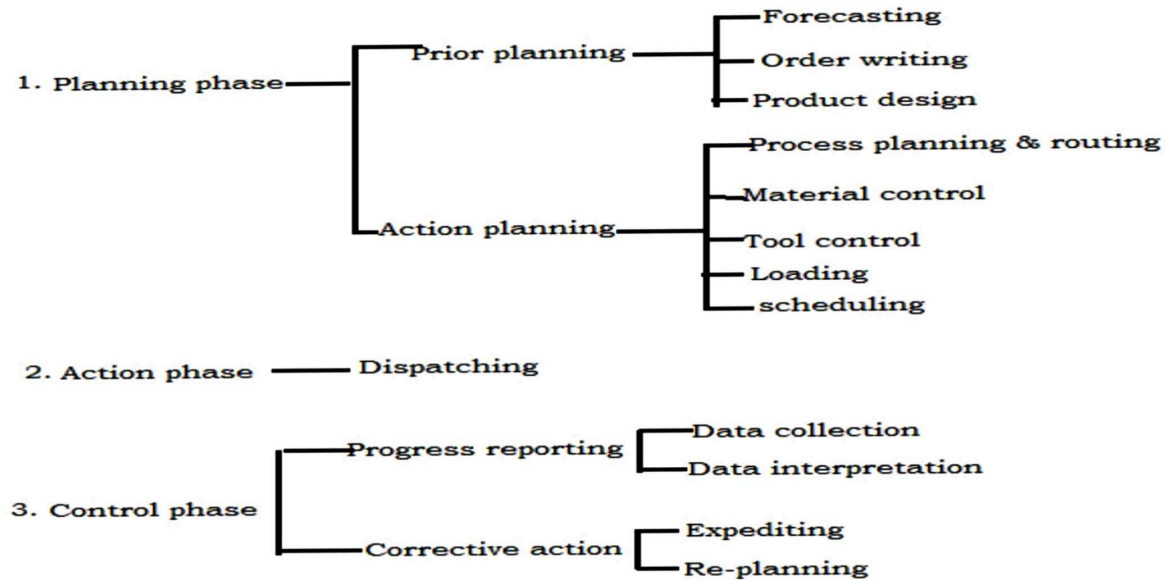 Forecasting
Prior planning
Order writing
1. Planning phase
Product design
Process planning & routing
Material control
Action planning
Tool control
Loading
scheduling
2. Action phase
Dispatching
Data collection
Progress reporting
Data interpretation
3. Control phase
Expediting
Corrective action
Re-planning